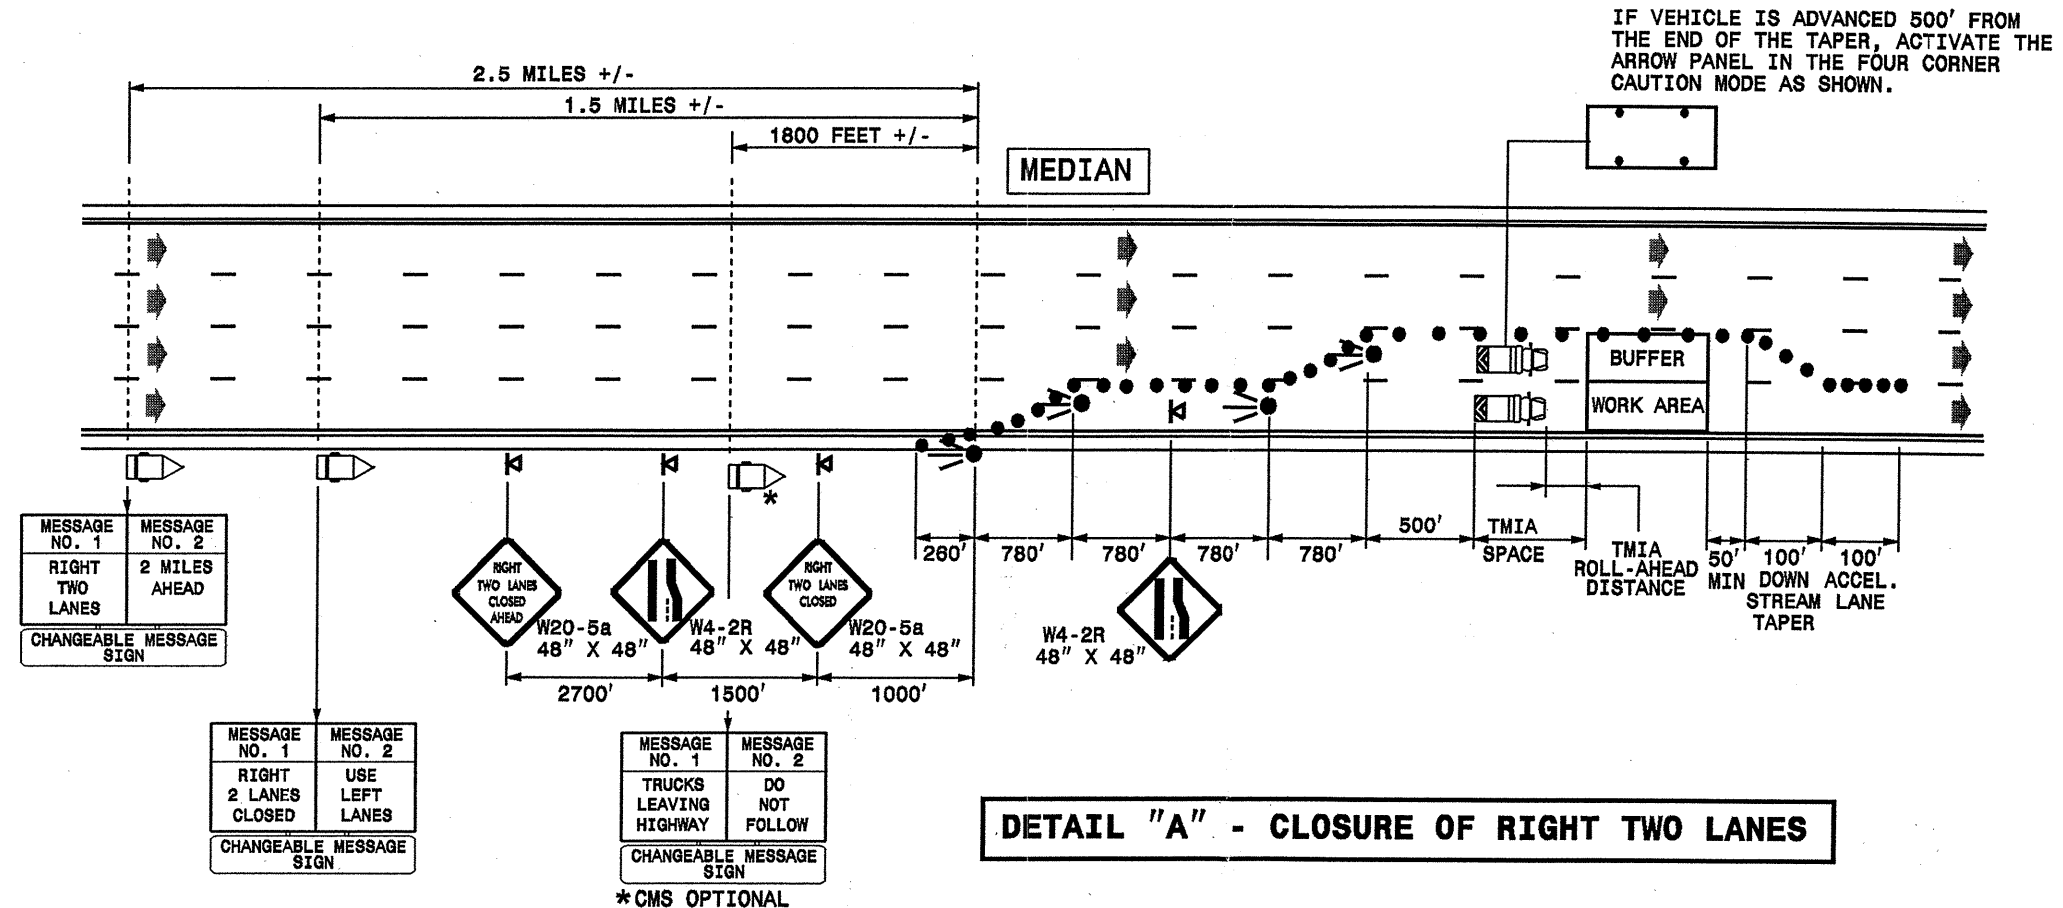 IF VEHICLE IS ADVANCED 500' FROM
THE END OF THE TAPER, ACTIVATE THE
ARROW PANEL IN THE FOUR CORNER
CAUTION MODE AS SHOWN.
2.5 MILES +/-
1.5 MILES +/-
1800 FEET +/-
MEDIAN
BUFFER
WORK AREA
*
260'
780'
780'
780'
780'
500'
TMIA
SPACE
TMIA
ROLL-AHEAD
DISTANCE
50'
MIN
100'
DOWN
STREAM
TAPER
100'
ACCEL.
LANE
MESSAGE
NO. 1
MESSAGE
NO. 2
RIGHT
TWO
LANES
2 MILES
AHEAD
CHANGEABLE MESSAGE
SIGN
RIGHT
TWO LANES
CLOSED
AHEAD
W20-5a
48" X 48"
W4-2R
48" X 48"
RIGHT
TWO LANES
CLOSED
W20-5a
48" X 48"
W4-2R
48" X 48"
2700'
1500'
1000'
MESSAGE
NO. 1
MESSAGE
NO. 2
RIGHT
2 LANES
CLOSED
USE
LEFT
LANES
CHANGEABLE MESSAGE
SIGN
MESSAGE
NO. 1
MESSAGE
NO. 2
TRUCKS
LEAVING
HIGHWAY
DO
NOT
FOLLOW
CHANGEABLE MESSAGE
SIGN
*CMS OPTIONAL
DETAIL "A" - CLOSURE OF RIGHT TWO LANES